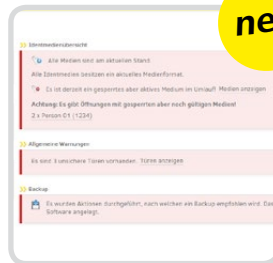 ne
Identmedienübersicht
Alle Medien sind am aktuellen Stand.
Alle Identmedien besitzen ein aktuelles Medienformat.
Es ist derzeit ein gesperrtes aber aktives Medium im Umlauf! Medien anzeigen
Achtung: Es gibt Öffnungen mit gesperrten aber noch gültigen Medien!
2 x Person 01 (1234)
Allgemeine Warnungen
Es sind 3 unsichere Türen vorhanden. Türen anzeigen
Backup
Es wurden Aktionen durchgeführt, nach welchen ein Backup empfohlen wird. Das
Software angelegt.